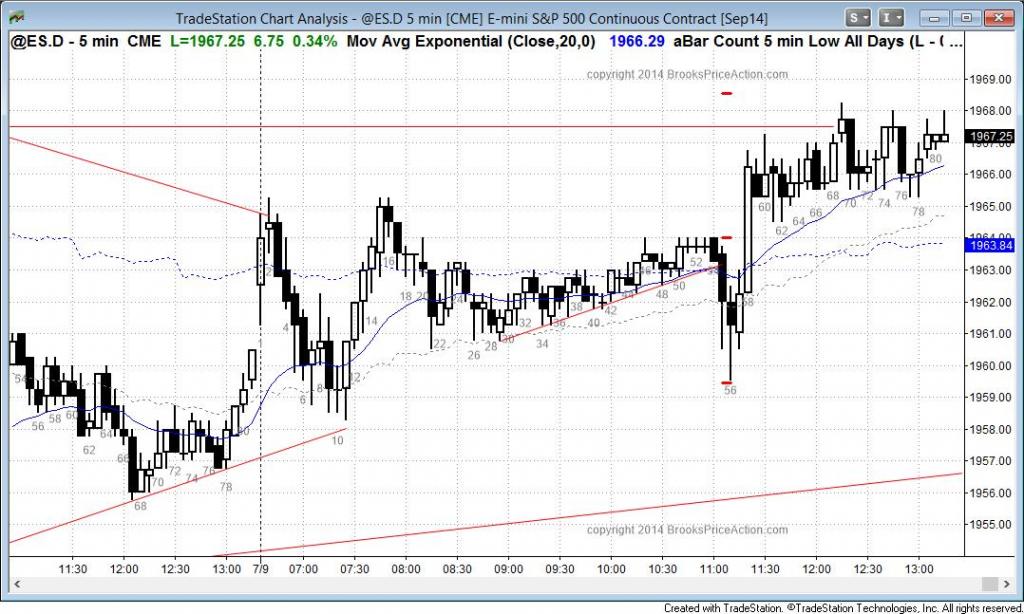 TradeStation Chart Analysis - @ES.D 5 min [CME] E-mini S&P 500 Continuous Contract [Sep14]
S I
@ES.D - 5 min CME L=1967.25 6.75 0.34% Mov Avg Exponential (Close,20,0) 1966.29 aBar Count 5 min Low All Days (L - ( ...
copyright 2014 BrooksPriceAction.com
1969.00
1968.00
1967.25
1967.00
1966.00
1965.00
1964.00
1963.84
1963.00
1962.00
1961.00
1960.00
1959.00
1958.00
1957.00
1956.00
1955.00
54 56 58 60 62 64 66 68 70 72 74 76 78 80
2 4 6 8 10 12 14 16 18 20 22 24 26 28 30 32 34 36 38 40 42 44 46 48 50 52
56 58 60 62 64 66 68 70 72 74 76 78 80
copyright 2014 BrooksPriceAction.com
11:30 12:00 12:30 13:00 7/9 07:00 07:30 08:00 08:30 09:00 09:30 10:00 10:30 11:00 11:30 12:00 12:30 13:00
Created with TradeStation. ©TradeStation Technologies, Inc. All rights reserved.